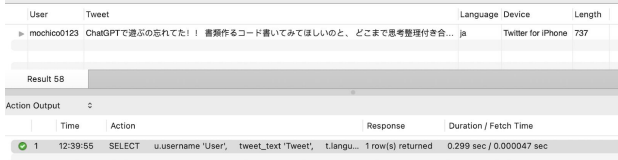 User Tweet Language Device Length
mochico0123 ChatGPTで遊ぶの忘れてた！！ 書類作るコード書いてみてほしいのと、 どこまで思考整理付き合... ja Twitter for iPhone 737
Result 58
Action Output
Time Action Response Duration / Fetch Time
1 12:39:55 SELECT u.username 'User', tweet_text 'Tweet', t.langu... 1 row(s) returned 0.299 sec / 0.000047 sec